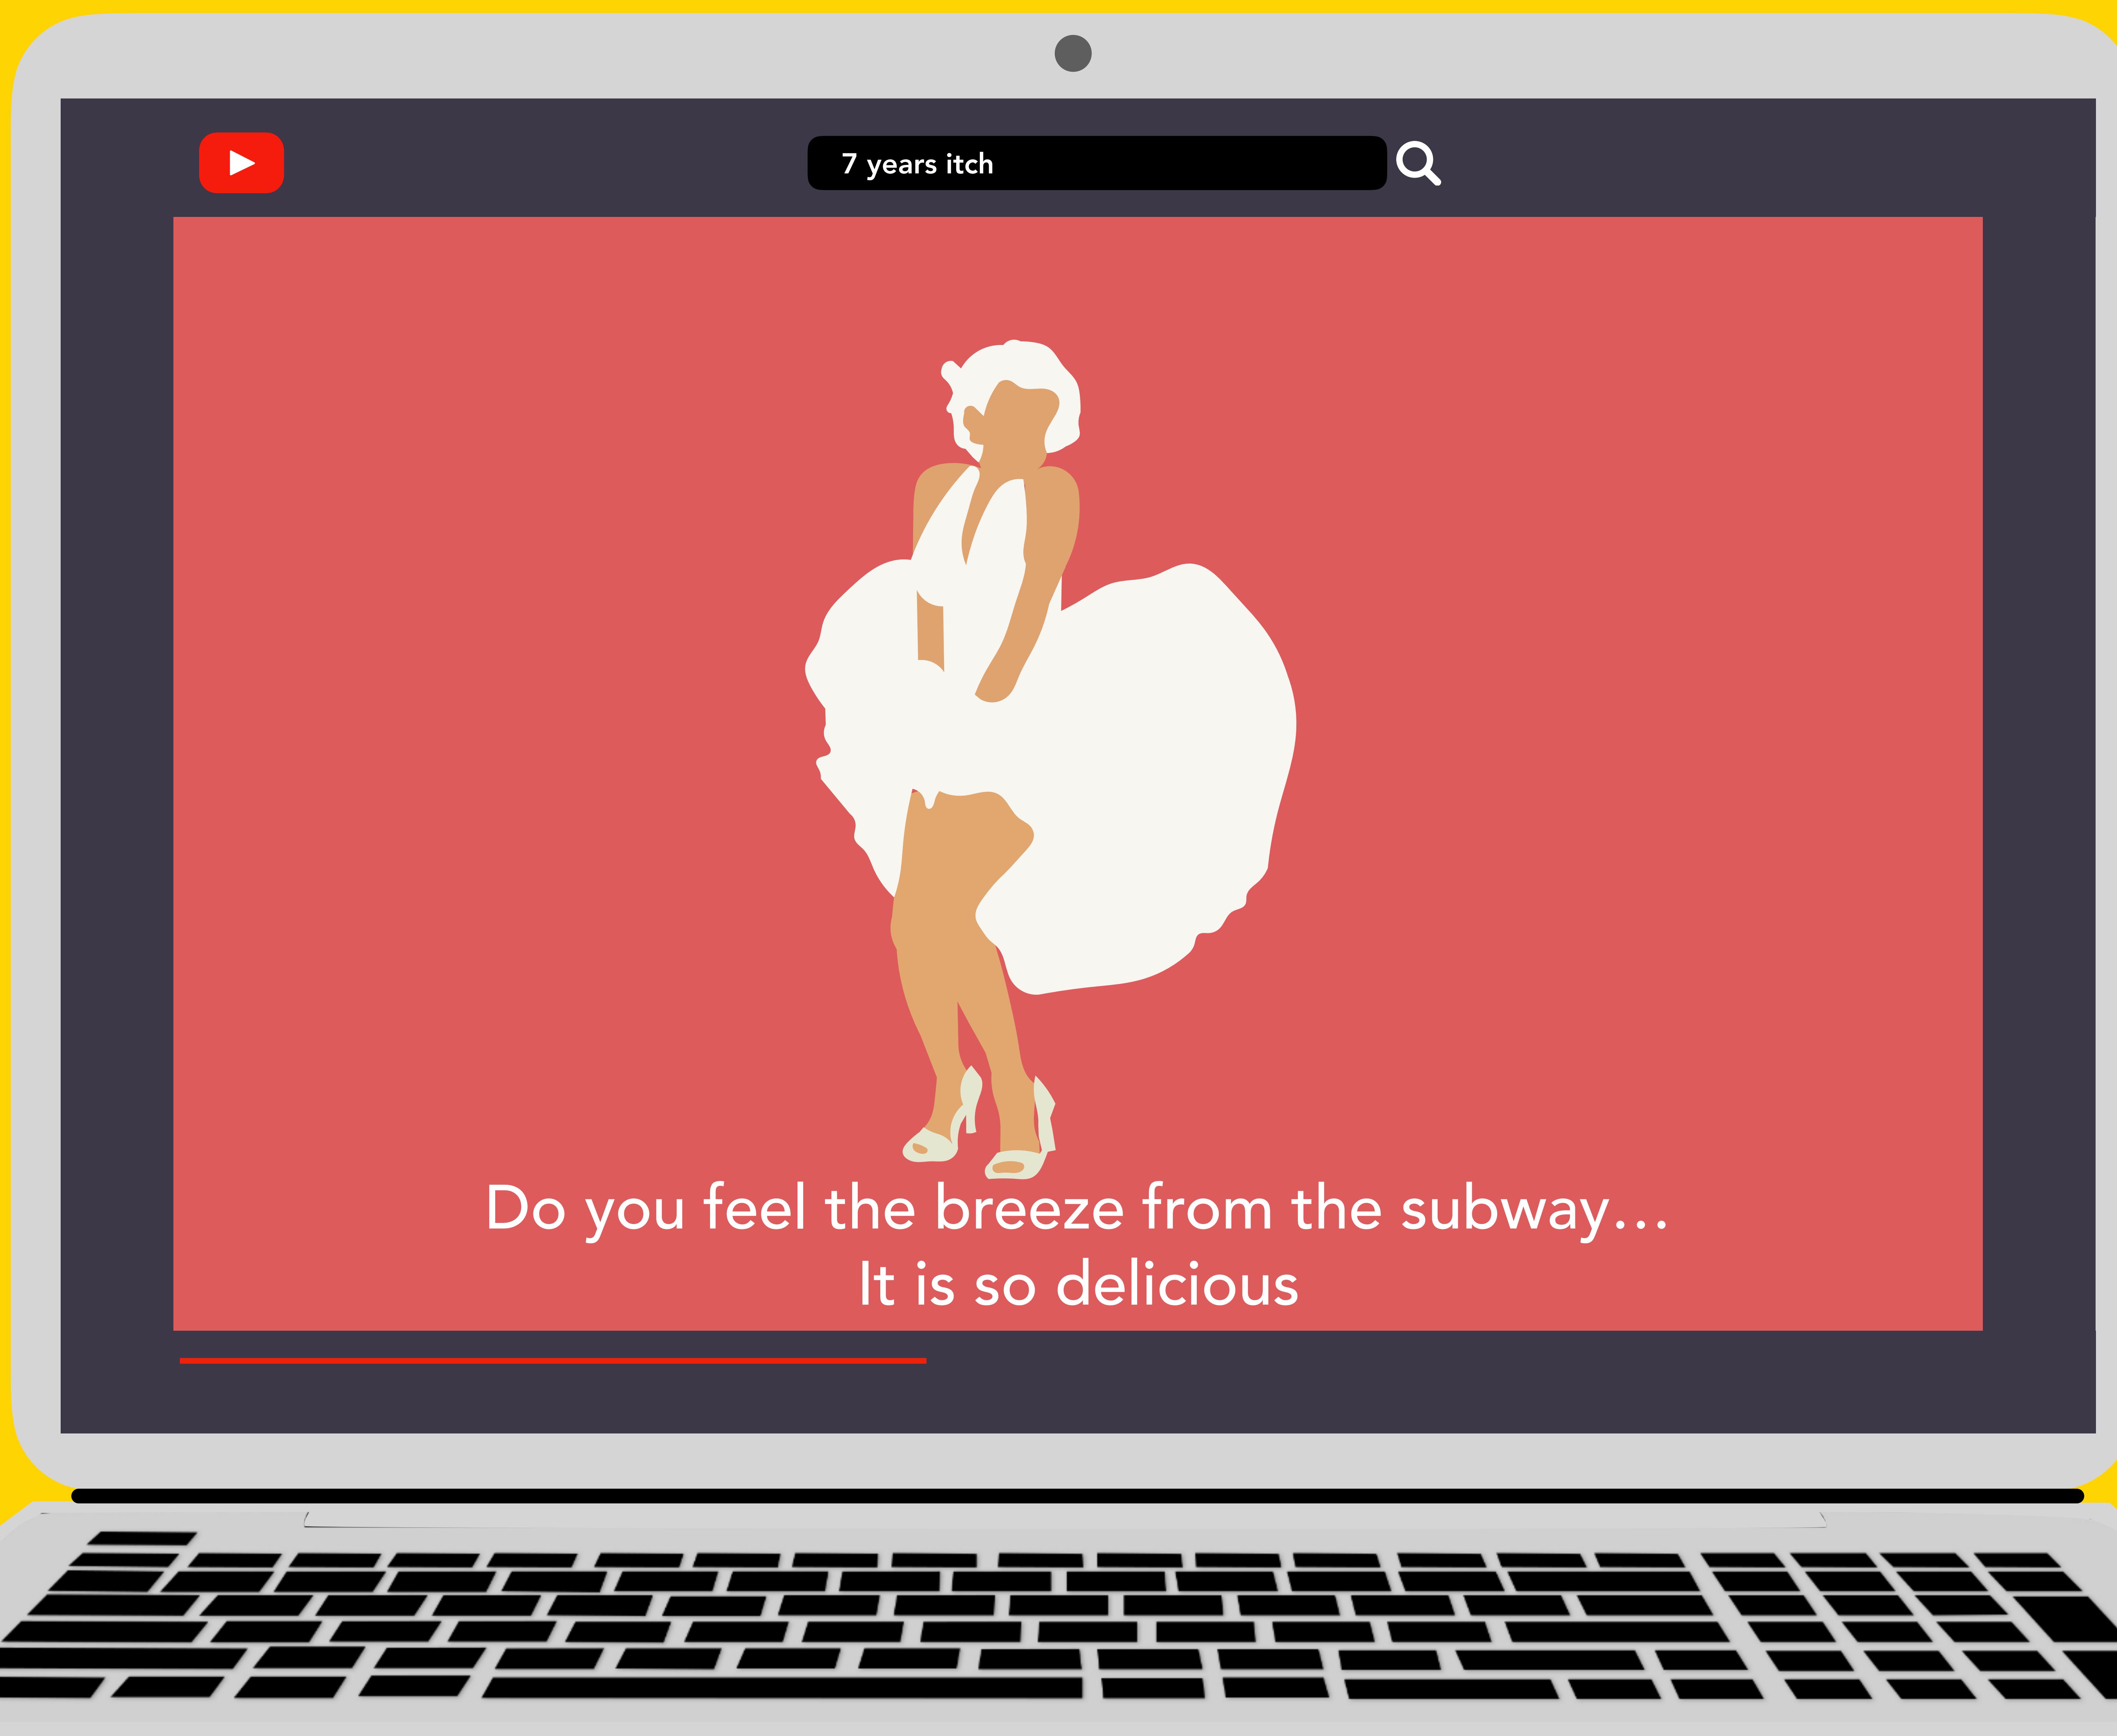 7 years itch
Do you feel the breeze from the subway...
It is so delicious